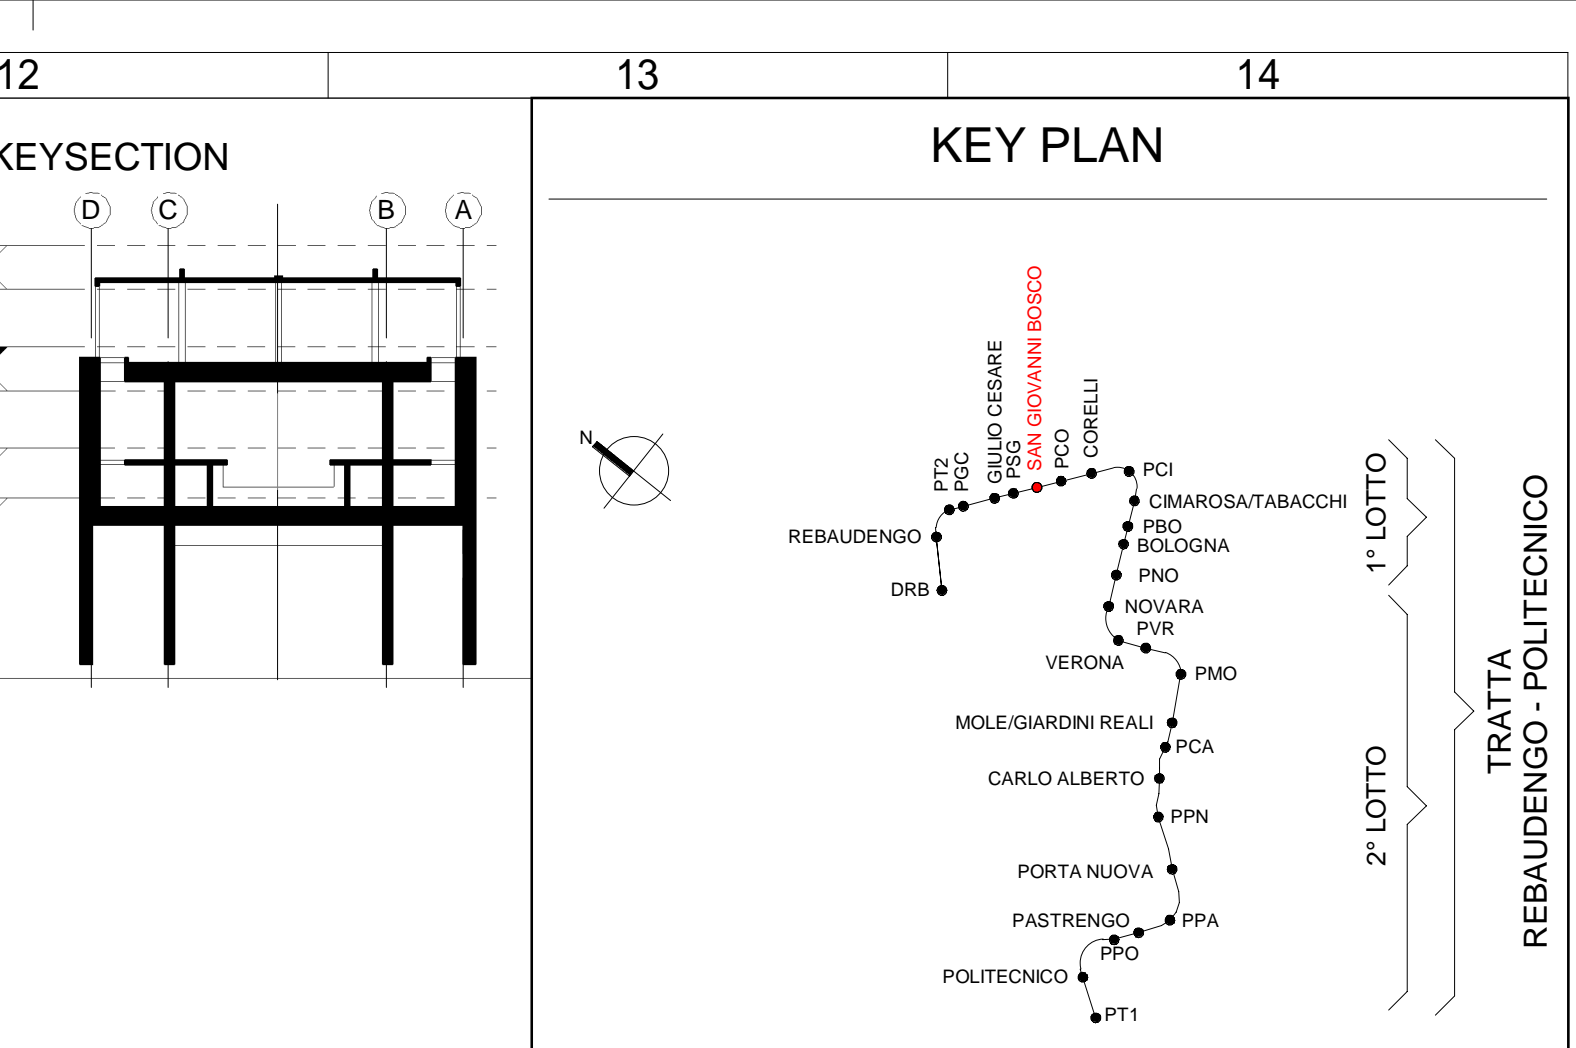 12
13
14
KEYSECTION
KEY PLAN
D
C
B
A
N
SAN GIOVANNI BOSCO
GIULIO CESARE
CORELLI
PCO
PSG
PGC
PT2
PCI
CIMAROSA/TABACCHI
REBAUDENGO
PBO
BOLOGNA
PNO
DRB
NOVARA
PVR
VERONA
PMO
MOLE/GIARDINI REALI
PCA
CARLO ALBERTO
PPN
PORTA NUOVA
PASTRENGO
PPA
PPO
POLITECNICO
PT1
1° LOTTO
2° LOTTO
TRATTA
REBAUDENGO - POLITECNICO